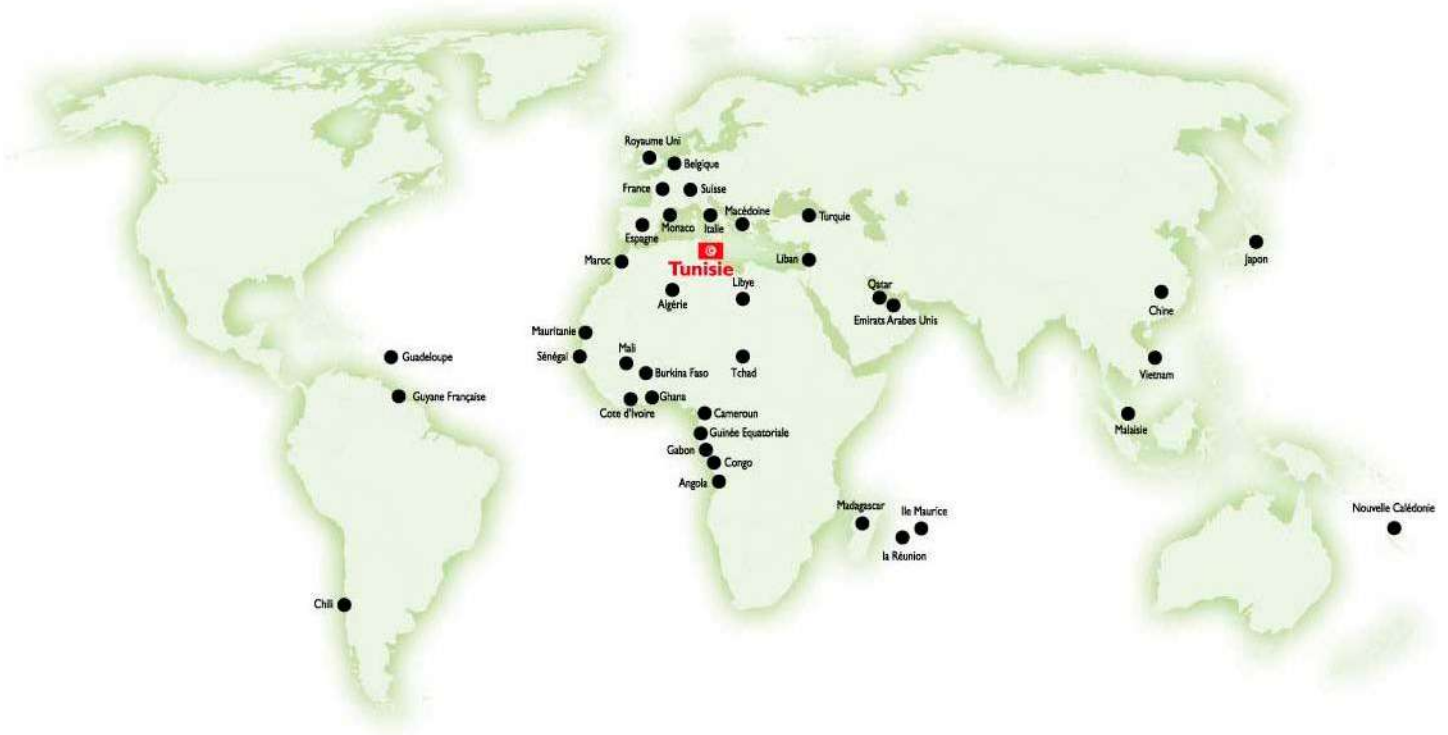 Royaume Uni
Belgique
France
Suisse
Macédoine
Turquie
Monaco
Italie
Espagne
Maroc
Tunisie
Liban
Japon
Libye
Algérie
Qatar
Emirats Arabes Unis
Chine
Mauritanie
Sénégal
Mali
Burkina Faso
Tchad
Guadeloupe
Vietnam
Guyane Française
Cote d'Ivoire
Ghana
Cameroun
Malaisie
Guinée Equatoriale
Gabon
Congo
Angola
Madagascar
Ile Maurice
la Réunion
Nouvelle Calédonie
Chili